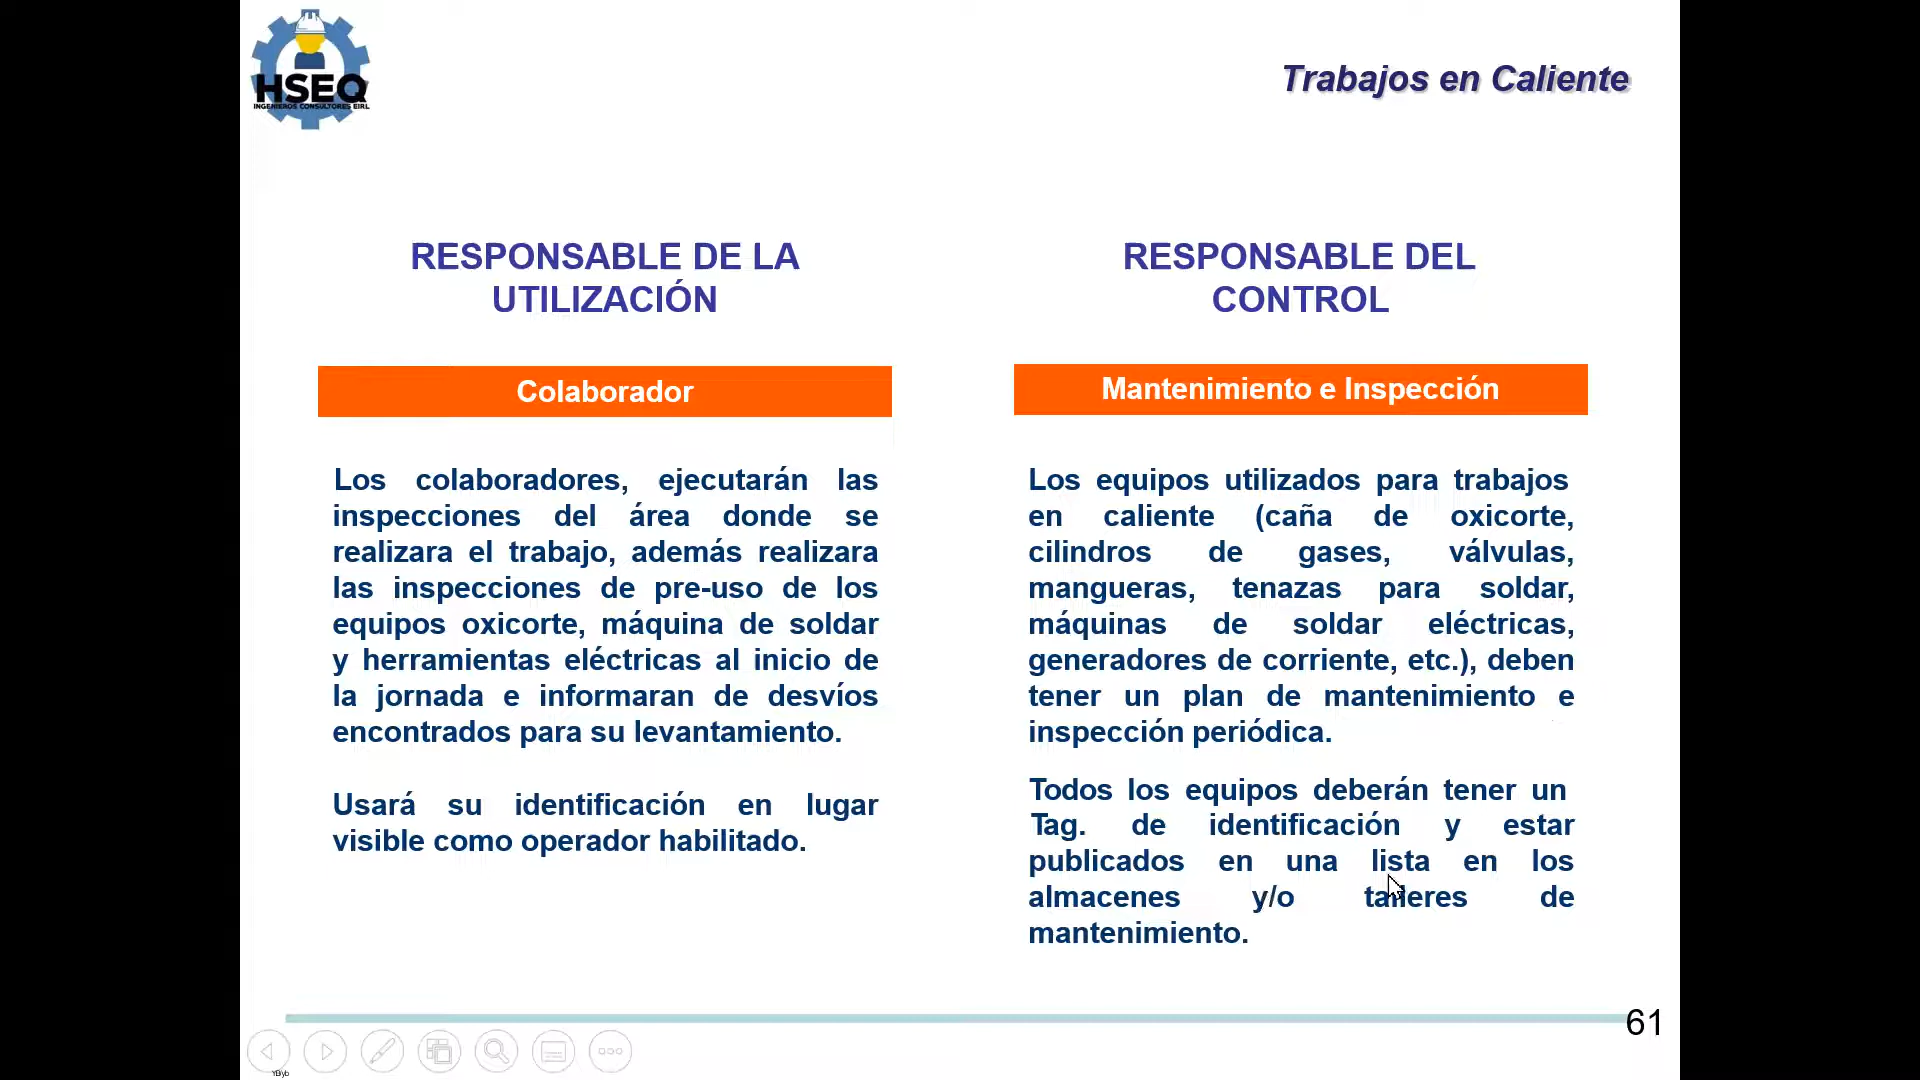 HSEQ
INGENIEROS CONSULTORES EIRL
Trabajos en Caliente
RESPONSABLE DE LA
UTILIZACIÓN
Colaborador
Los colaboradores, ejecutarán las
inspecciones del área donde se
realizara el trabajo, además realizara
las inspecciones de pre-uso de los
equipos oxicorte, máquina de soldar
y herramientas eléctricas al inicio de
la jornada e informaran de desvíos
encontrados para su levantamiento.
Usará su identificación en lugar
visible como operador habilitado.
RESPONSABLE DEL
CONTROL
Mantenimiento e Inspección
Los equipos utilizados para trabajos
en caliente (caña de oxicorte,
cilindros de gases, válvulas,
mangueras, tenazas para soldar,
máquinas de soldar eléctricas,
generadores de corriente, etc.), deben
tener un plan de mantenimiento e
inspección periódica.
Todos los equipos deberán tener un
Tag. de identificación y estar
publicados en una lista en los
almacenes y/o talleres de
mantenimiento.
61